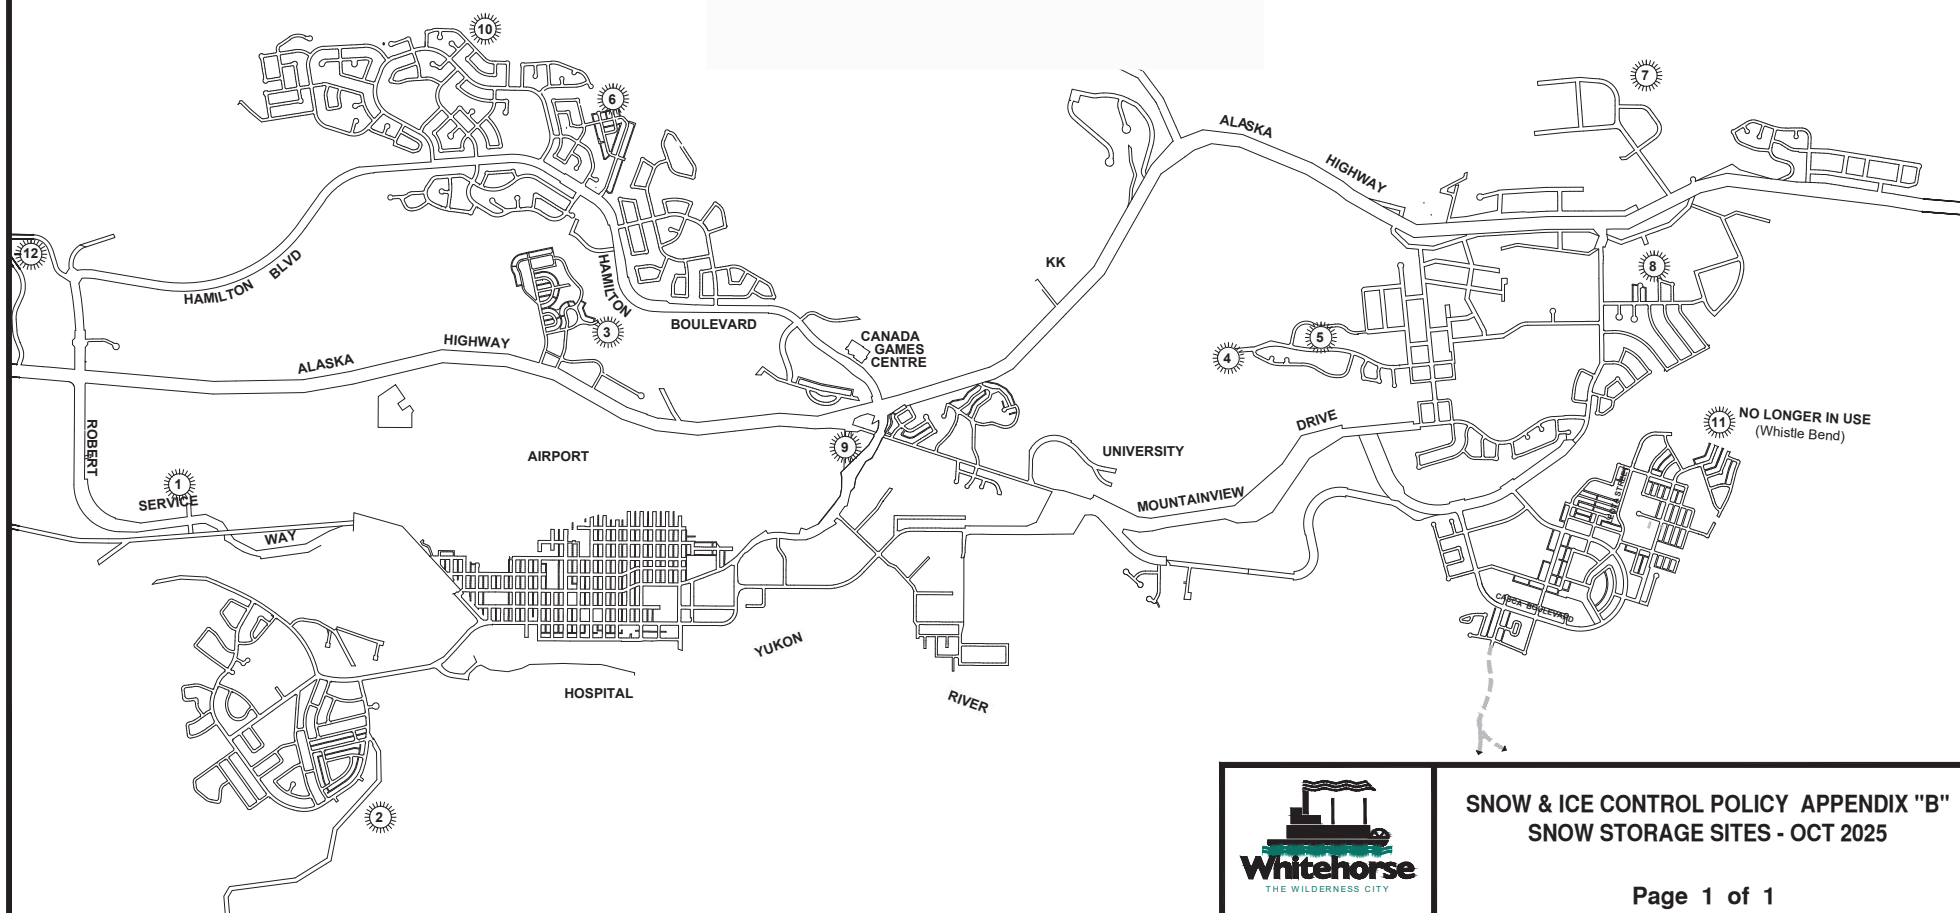 10
6
7
ALASKA
HIGHWAY
12
HAMILTON BLVD
HAMILTON
BOULEVARD
KK
8
3
CANADA
GAMES
CENTRE
ALASKA
HIGHWAY
4
5
ROBERT
SERVICE
WAY
1
AIRPORT
9
UNIVERSITY
MOUNTAINVIEW
DRIVE
11
NO LONGER IN USE
(Whistle Bend)
CASCA BOULEVARD
YUKON
RIVER
HOSPITAL
2
Whitehorse
THE WILDERNESS CITY
SNOW & ICE CONTROL POLICY APPENDIX "B"
SNOW STORAGE SITES - OCT 2025
Page 1 of 1